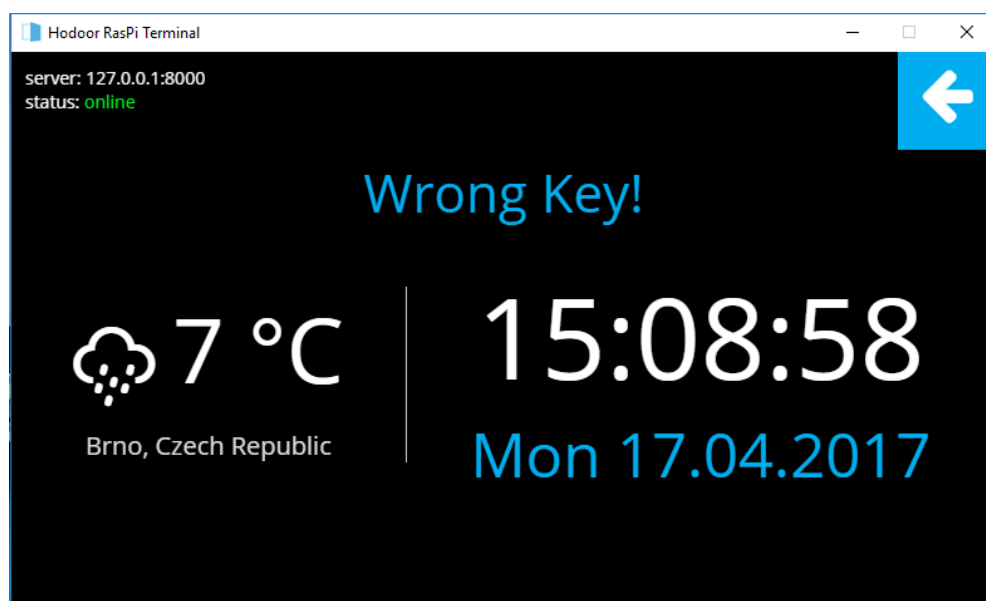 Hodoor RasPi Terminal
server: 127.0.0.1:8000
status: online
Wrong Key!
7 °C
Brno, Czech Republic
15:08:58
Mon 17.04.2017